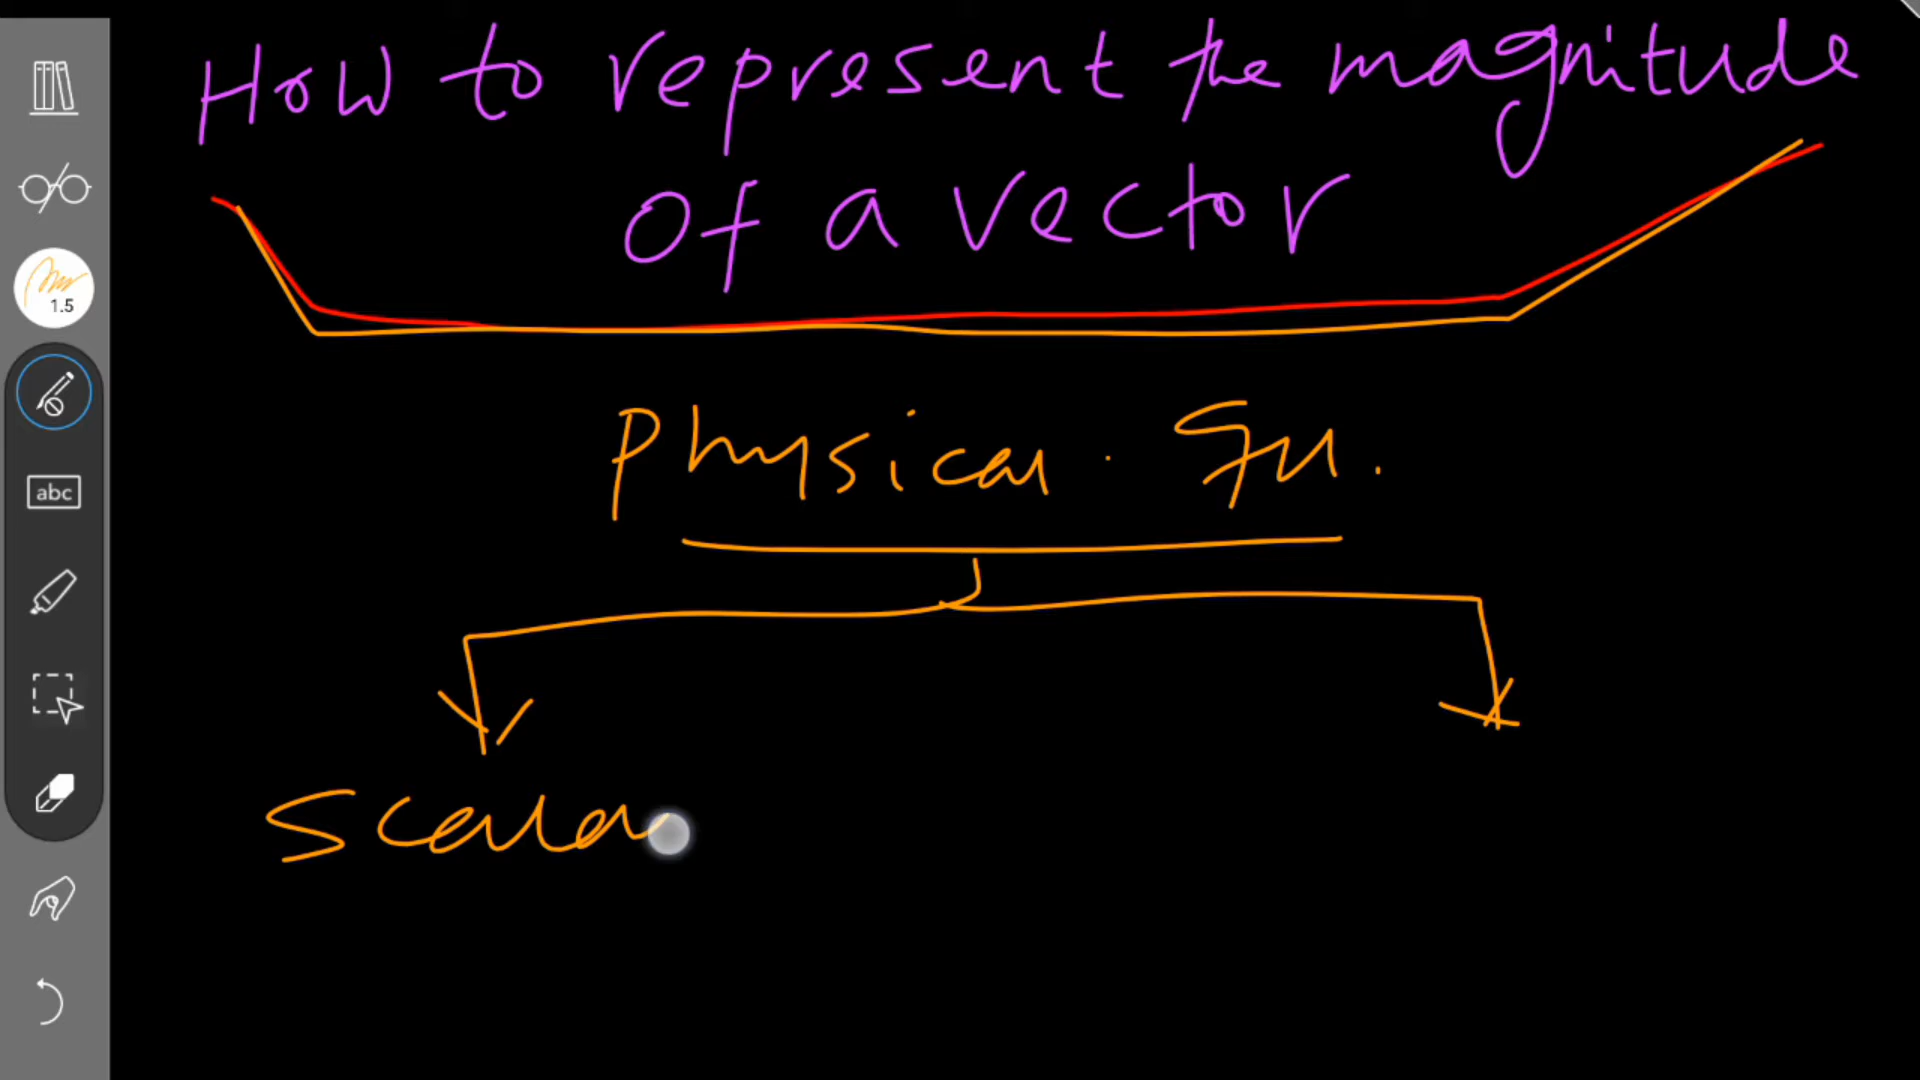 How to represent the magnitude
of a vector
1.5
Physical Qu.
abc
Scalar